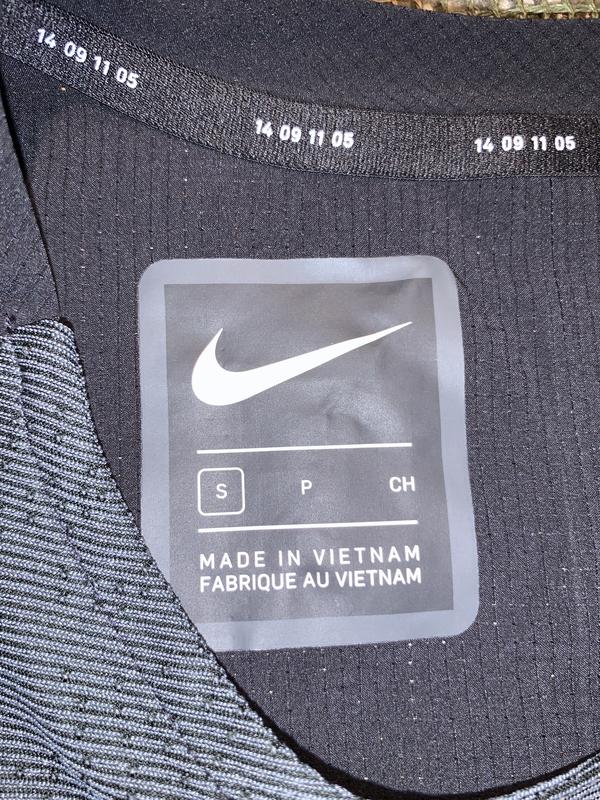 14 09 11 05
14 09 11 05
14 09 11 05
S P CH
MADE IN VIETNAM
FABRIQUE AU VIETNAM